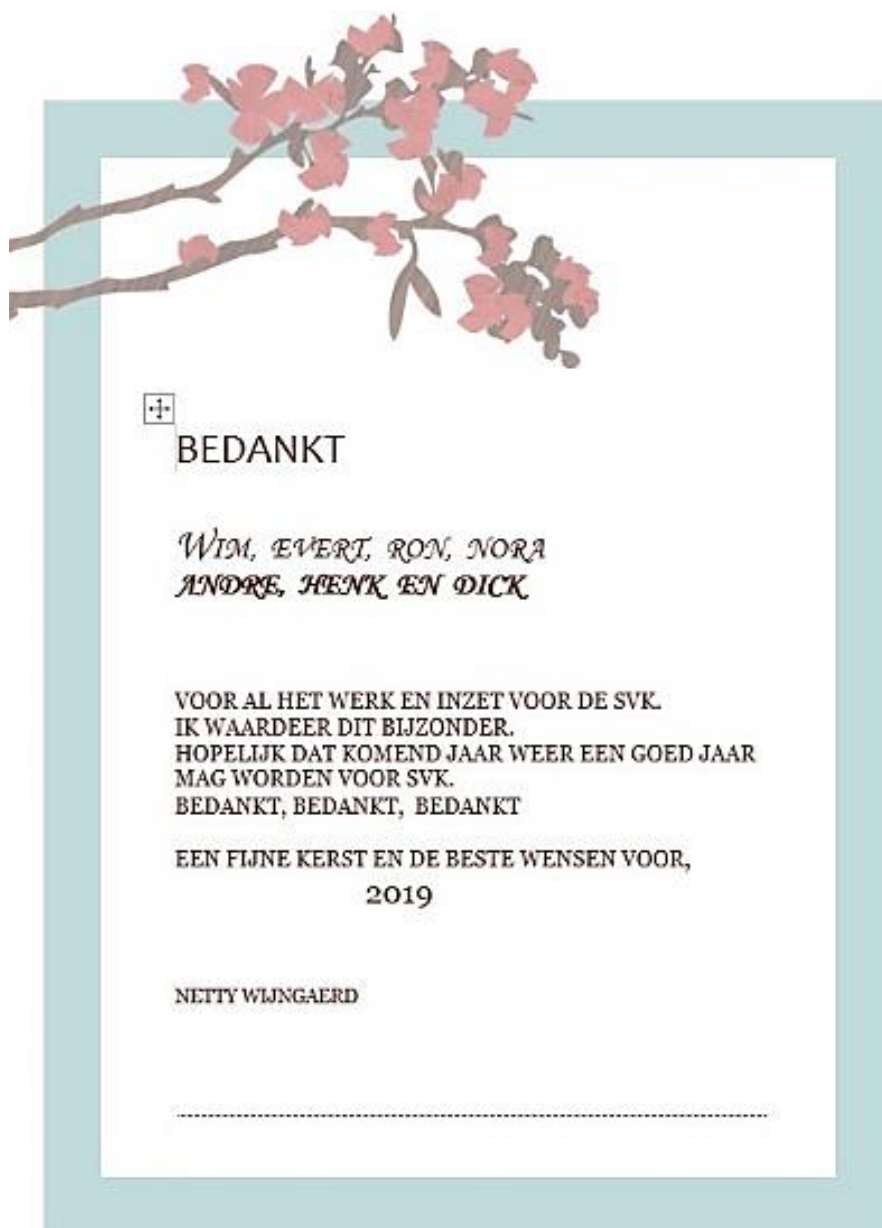 BEDANKT
WIM, EVERT, RON, NORA
ANDRE, HENK EN DICK
VOOR AL HET WERK EN INZET VOOR DE SVK.
IK WAARDEER DIT BIJZONDER.
HOPELIJK DAT KOMEND JAAR WEER EEN GOED JAAR
MAG WORDEN VOOR SVK.
BEDANKT, BEDANKT, BEDANKT
EEN FIJNE KERST EN DE BESTE WENSEN VOOR,
2019
NETTY WIJNGAERD